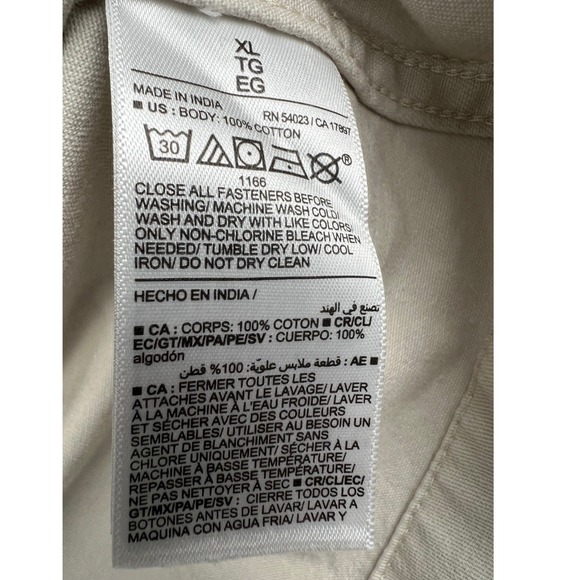 XL
TG
EG
MADE IN INDIA RN 54023 / CA 17897
■ US : BODY: 100% COTTON
30
®
1166
CLOSE ALL FASTENERS BEFORE
WASHING/ MACHINE WASH COLD/
WASH AND DRY WITH LIKE COLORS/
ONLY NON-CHLORINE BLEACH WHEN
NEEDED/ TUMBLE DRY LOW/ COOL
IRON/ DO NOT DRY CLEAN
HECHO EN INDIA /
تصنع في الهند
■ CA : CORPS: 100% COTON ■ CR/CL/
EC/GT/MX/PA/PE/SV : CUERPO: 100%
algodón
■ AE : قطعة ملابس علويّة: 100% قطن
■ CA : FERMER TOUTES LES
ATTACHES AVANT LE LAVAGE/ LAVER
À LA MACHINE À L'EAU FROIDE/ LAVER
ET SÉCHER AVEC DES COULEURS
SEMBLABLES/ UTILISER AU BESOIN UN
AGENT DE BLANCHIMENT SANS
CHLORE UNIQUEMENT/ SÉCHER À LA
MACHINE À BASSE TEMPÉRATURE/
REPASSER À BASSE TEMPÉRATURE/
NE PAS NETTOYER À SEC ■ CR/CL/EC/
GT/MX/PA/PE/SV : CIERRE TODOS LOS
BOTONES ANTES DE LAVAR/ LAVAR Y
MAQUINA CON AGUA FRIA/ LAVAR Y